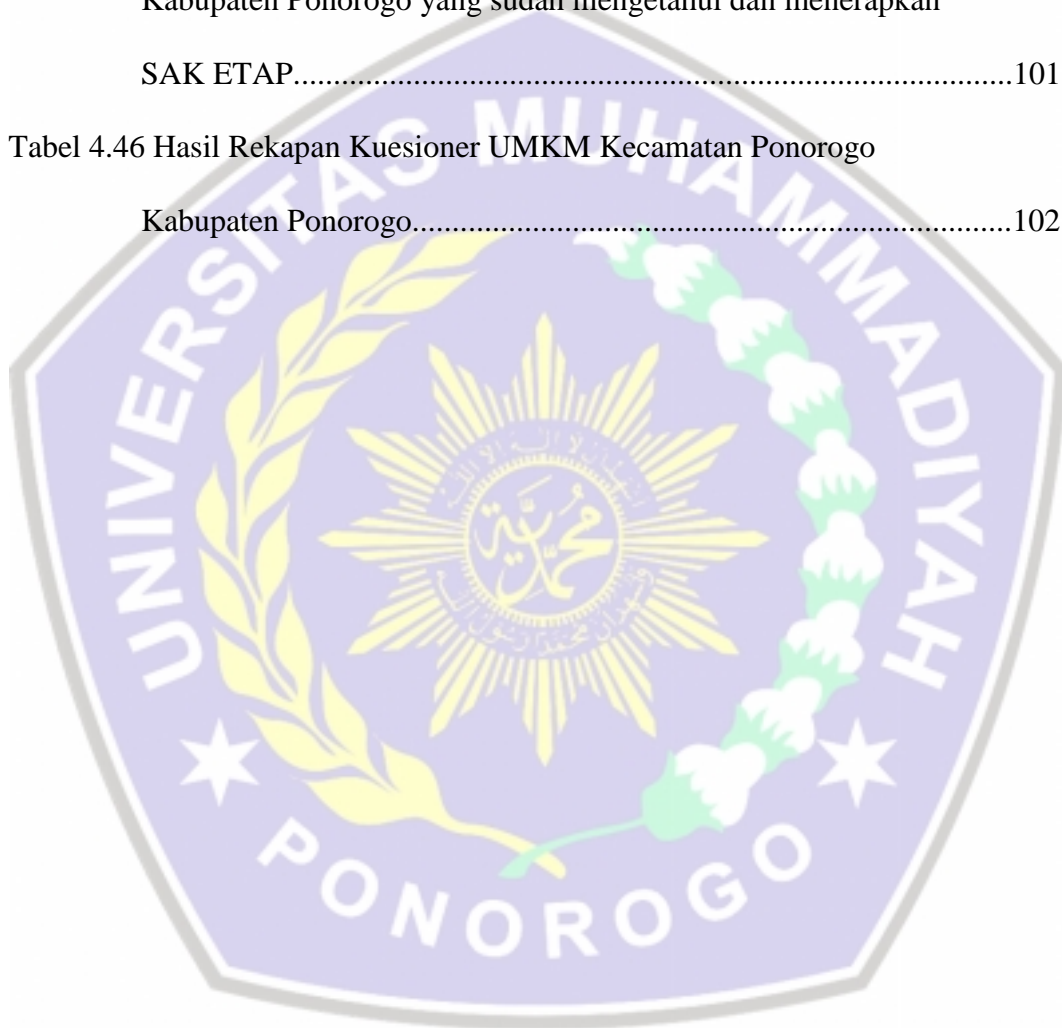 Kabupaten Ponorogo yang sudah mengetahui dan menerapkan
SAK ETAP..........................................................................................101
Tabel 4.46 Hasil Rekapan Kuesioner UMKM Kecamatan Ponorogo
Kabupaten Ponorogo...........................................................................102
UNIVERSITAS MUHAMMADIYAH
PONOROGO
محمدية